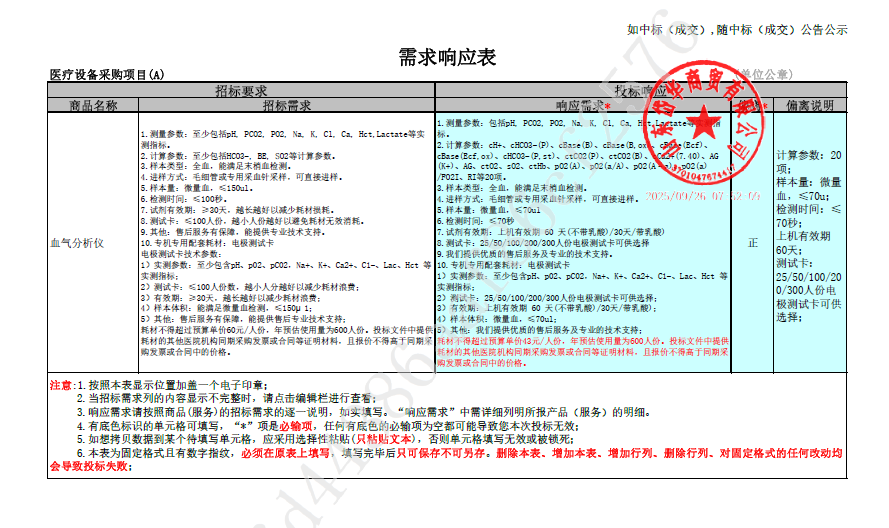 如中标（成交）,随中标（成交）公告公示
需求响应表
医疗设备采购项目(A)
(单位公章)
招标要求
投标响应
商品名称
招标需求
响应需求*
偏离*
偏离说明
血气分析仪
1.测量参数: 至少包括pH, PCO2, PO2, Na, K, Cl, Ca, Hct,Lactate等实
测指标。
2.计算参数: 至少包括HCO3-, BE, SO2等计算参数。
3.样本类型: 全血, 能满足末梢血检测。
4.进样方式: 毛细管或专用采血针采样, 可直接进样。
5.样本量: 微量血, ≤150ul。
6.检测时间: ≤100秒。
7.试剂有效期: ≥30天, 越长越好以减少耗材损耗。
8.测试卡: ≤100人份, 越小人份越好以避免耗材无效消耗。
9.其他: 售后服务有保障, 能提供专业技术支持。
10.专机专用配套耗材: 电极测试卡
电极测试卡技术参数:
1）实测参数: 至少包含pH、pO2、pCO2, Na+、K+、Ca2+、C1-、Lac、Hct 等
实测指标;
2）测试卡: ≤100人份数, 越小人分越好以减少耗材浪费;
3）有效期: ≥30天, 越长越好以减少耗材浪费;
4）样本体积: 能满足微量血检测, ≤150μ 1;
5）其他: 售后服务有保障, 能提供售后专业技术支持;
耗材不得超过预算单价60元/人份, 年预估使用量为600人份。投标文件中提供
耗材的其他医院机构同期采购发票或合同等证明材料, 且报价不得高于同期采
购发票或合同中的价格。
1.测量参数: 包括pH, PCO2, PO2, Na, K, Cl, Ca, Hct,Lactate等实测指
标。
2.计算参数: cH+、cHCO3-(P)、cBase(B)、cBase(B,ox)、cBase(Ecf)、
cBase(Ecf,ox)、cHCO3-(P,st)、ctCO2(P)、ctCO2(B)、Ca2+(7.40)、AG
(K+)、AG、ctO2、sO2、ctHb、pO2(A)、pO2(a/A)、pO2(A-a)、pO2(a)
/FO2I、RI等20项。
3.样本类型: 全血, 能满足末梢血检测。
4.进样方式: 毛细管或专用采血针采样, 可直接进样。
5.样本量: 微量血, ≤70ul
6.检测时间: ≤70秒
7.试剂有效期: 上机有效期 60 天(不带乳酸)/30天/(带乳酸)
8.测试卡: 25/50/100/200/300人份电极测试卡可供选择
9.我们提供优质的售后服务及专业的技术支持。
10.专机专用配套耗材: 电极测试卡
1）实测参数: 包含pH、pO2、pCO2, Na+、K+、Ca2+、C1-、Lac、Hct 等
实测指标;
2）测试卡: 25/50/100/200/300人份电极测试卡可供选择;
3）有效期: 上机有效期 60 天(不带乳酸)/30天/带乳酸);
4）样本体积: 微量血, ≤70ul;
5）其他: 我们提供优质的售后服务及专业的技术支持;
耗材不得超过预算单价43元/人份, 年预估使用量为600人份。投标文件中提供
耗材的其他医院机构同期采购发票或合同等证明材料, 且报价不得高于同期采
购发票或合同中的价格。
正
计算参数: 20
项;
样本量: 微量
血, ≤70u;
检测时间: ≤
70秒;
上机有效期
60天;
测试卡:
25/50/100/20
0/300人份电
极测试卡可供
选择;
2025/09/26 07
注意:1.按照本表显示位置加盖一个电子印章;
2.当招标需求列的内容显示不完整时, 请点击编辑栏进行查看;
3.响应需求请按照商品(服务)的招标需求的逐一说明, 如实填写。“响应需求”中需详细列明所报产品（服务）的明细。
4.有底色标识的单元格可填写, “*”项是必输项, 任何有底色的必输项为空都可能导致您本次投标无效;
5.如想拷贝数据到某个待填写单元格, 应采用选择性粘贴(只粘贴文本), 否则单元格填写无效或被锁死;
6.本表为固定格式且有数字指纹, 必须在原表上填写, 填写完毕后只可保存不可另存。删除本表、增加本表、增加行列、删除行列、对固定格式的任何改动均
会导致投标失败;